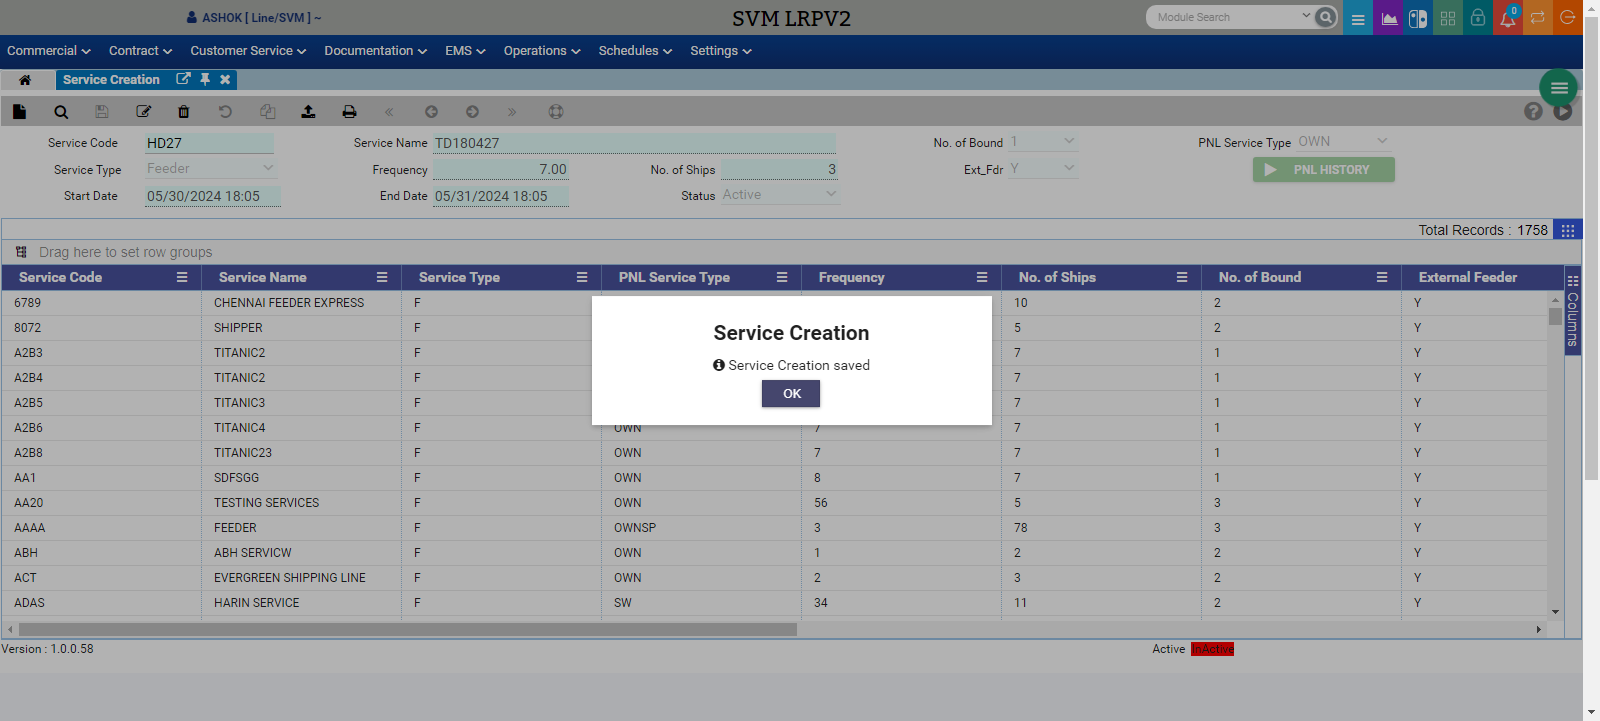 ASHOK [ Line/SVM ] ~
SVM LRPV2
Module Search
0
Commercial Contract Customer Service Documentation EMS Operations Schedules Settings
Service Creation
Service Code HD27 Service Name TD180427 No. of Bound 1 PNL Service Type OWN
Service Type Feeder Frequency 7.00 No. of Ships 3 Ext_Fdr Y PNL HISTORY
Start Date 05/30/2024 18:05 End Date 05/31/2024 18:05 Status Active
Total Records : 1758
Drag here to set row groups
Service Code Service Name Service Type PNL Service Type Frequency No. of Ships No. of Bound External Feeder
Columns
6789 CHENNAI FEEDER EXPRESS F 10 2 Y
8072 SHIPPER F 5 2 Y
A2B3 TITANIC2 F 7 1 Y
A2B4 TITANIC2 F 7 1 Y
A2B5 TITANIC3 F 7 1 Y
A2B6 TITANIC4 F OWN 7 7 1 Y
A2B8 TITANIC23 F OWN 7 7 1 Y
AA1 SDFSGG F OWN 8 7 1 Y
AA20 TESTING SERVICES F OWN 56 5 3 Y
AAAA FEEDER F OWNSP 3 78 3 Y
ABH ABH SERVICW F OWN 1 2 2 Y
ACT EVERGREEN SHIPPING LINE F OWN 2 3 2 Y
ADAS HARIN SERVICE F SW 34 11 2 Y
Service Creation
Service Creation saved
OK
Version : 1.0.0.58
Active InActive